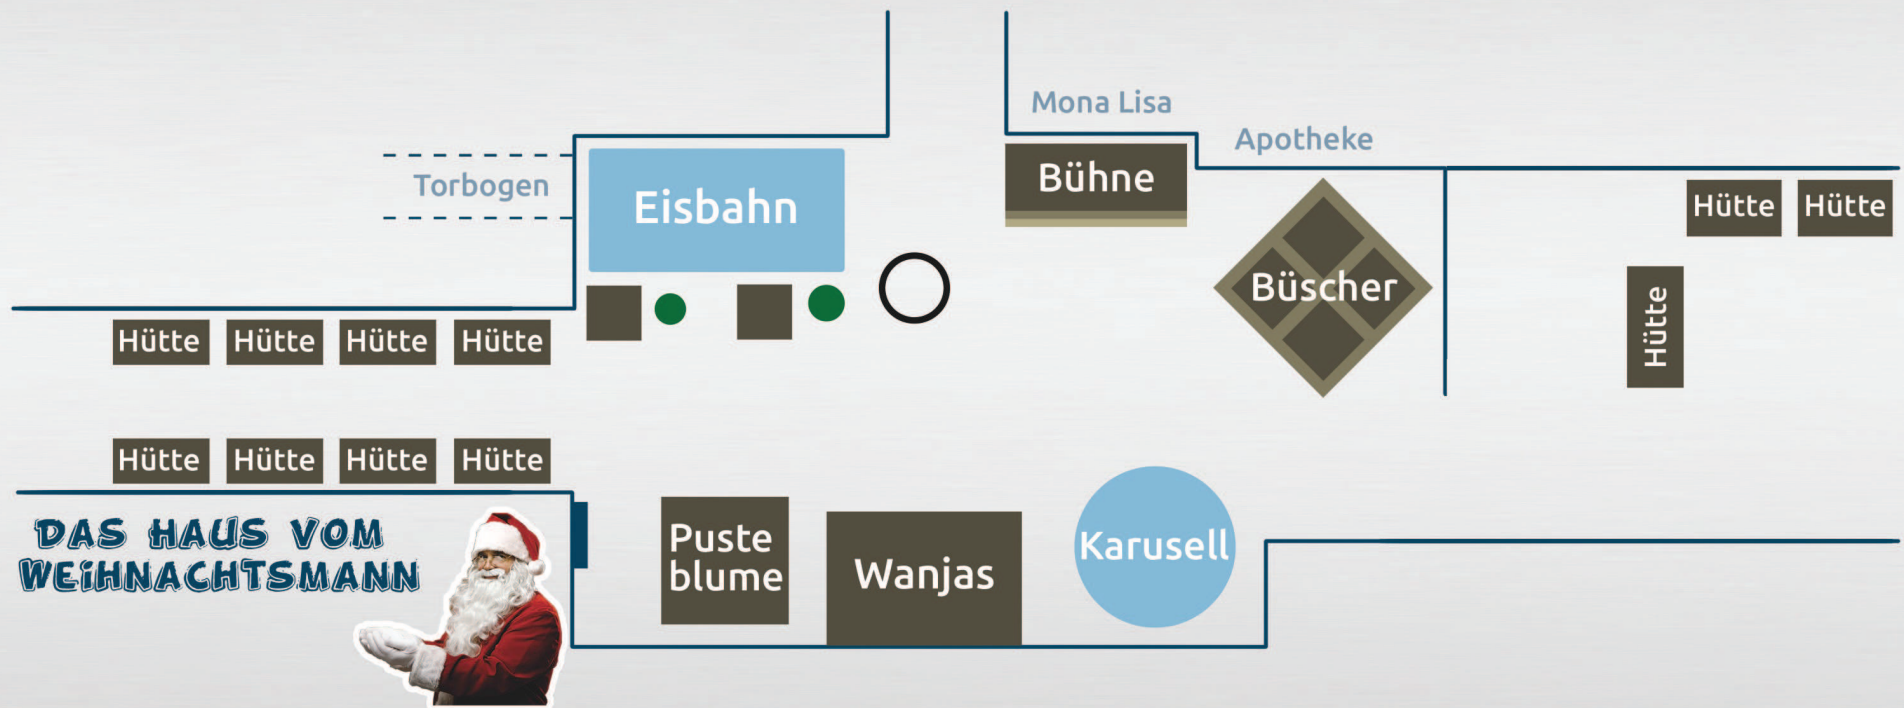 Mona Lisa
Apotheke
Torbogen
Eisbahn
Bühne
Hütte Hütte
Büscher
Hütte
Hütte Hütte Hütte Hütte
Hütte Hütte Hütte Hütte
DAS HAUS VOM
WEiHNACHTSMANN
Puste
blume
Wanjas
Karusell